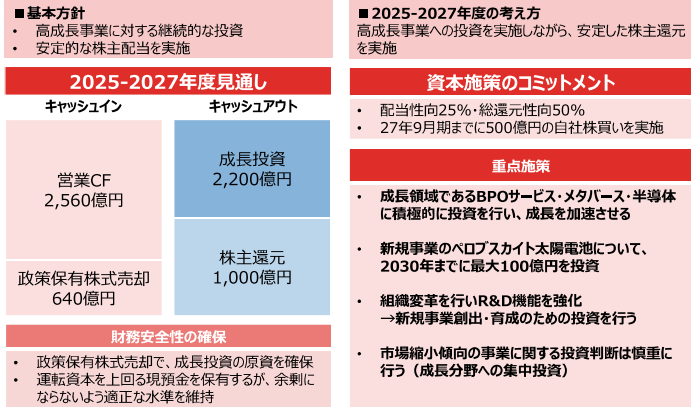 ■基本方針
• 高成長事業に対する継続的な投資
• 安定的な株主配当を実施
2025-2027年度見通し
キャッシュイン
キャッシュアウト
営業CF
2,560億円
政策保有株式売却
640億円
成長投資
2,200億円
株主還元
1,000億円
財務安全性の確保
• 政策保有株式売却で、成長投資の原資を確保
• 運転資本を上回る現預金を保有するが、余剰に
ならないよう適正な水準を維持
■2025-2027年度の考え方
高成長事業への投資を実施しながら、安定した株主還元
を実施
資本施策のコミットメント
• 配当性向25%・総還元性向50%
• 27年9月期までに500億円の自社株買いを実施
重点施策
• 成長領域であるBPOサービス・メタバース・半導体
に積極的に投資を行い、成長を加速させる
• 新規事業のペロブスカイト太陽電池について、
2030年までに最大100億円を投資
• 組織変革を行いR&D機能を強化
→新規事業創出・育成のための投資を行う
• 市場縮小傾向の事業に関する投資判断は慎重に
行う（成長分野への集中投資）